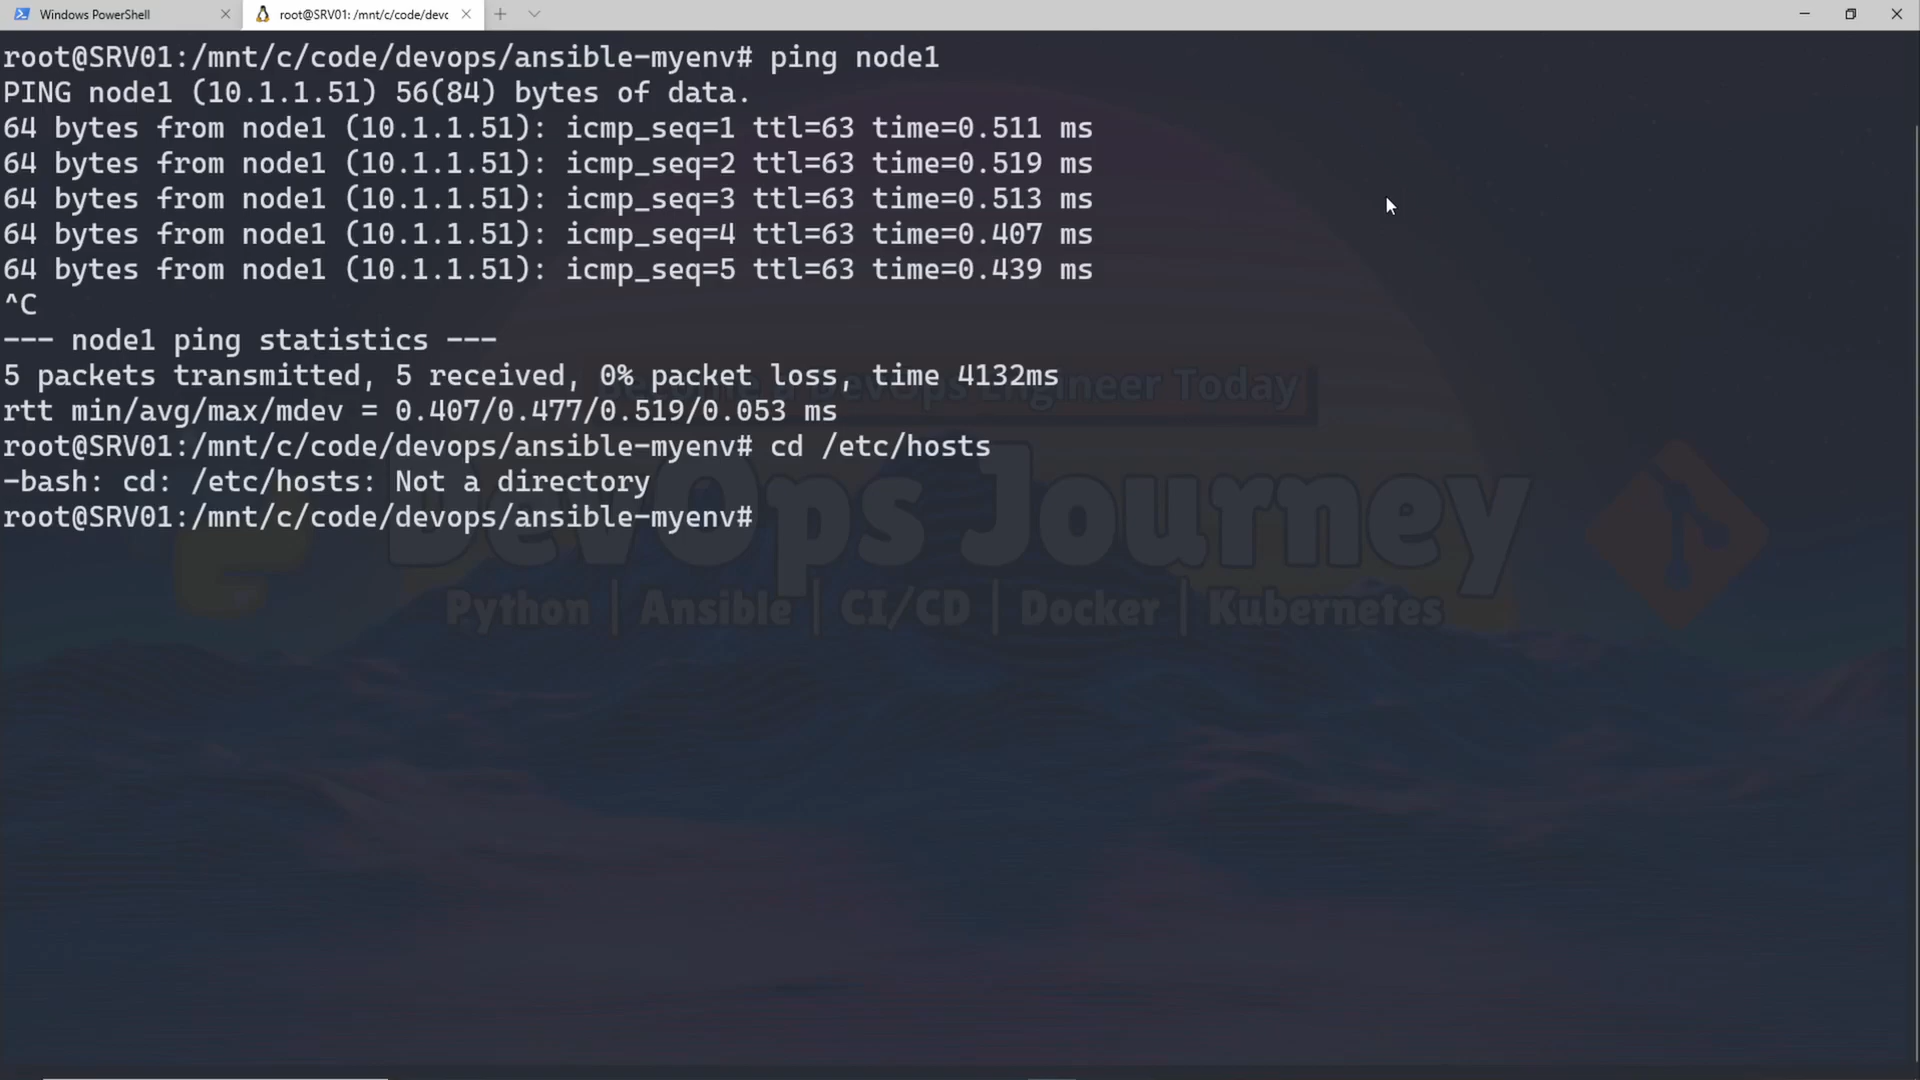 Windows PowerShell
root@SRV01: /mnt/c/code/devc
root@SRV01:/mnt/c/code/devops/ansible-myenv# ping node1
PING node1 (10.1.1.51) 56(84) bytes of data.
64 bytes from node1 (10.1.1.51): icmp_seq=1 ttl=63 time=0.511 ms
64 bytes from node1 (10.1.1.51): icmp_seq=2 ttl=63 time=0.519 ms
64 bytes from node1 (10.1.1.51): icmp_seq=3 ttl=63 time=0.513 ms
64 bytes from node1 (10.1.1.51): icmp_seq=4 ttl=63 time=0.407 ms
64 bytes from node1 (10.1.1.51): icmp_seq=5 ttl=63 time=0.439 ms
^C
--- node1 ping statistics ---
5 packets transmitted, 5 received, 0% packet loss, time 4132ms
rtt min/avg/max/mdev = 0.407/0.477/0.519/0.053 ms
root@SRV01:/mnt/c/code/devops/ansible-myenv# cd /etc/hosts
-bash: cd: /etc/hosts: Not a directory
root@SRV01:/mnt/c/code/devops/ansible-myenv#
Become a DevOps Engineer Today
DevOps Journey
Python | Ansible | CI/CD | Docker | Kubernetes